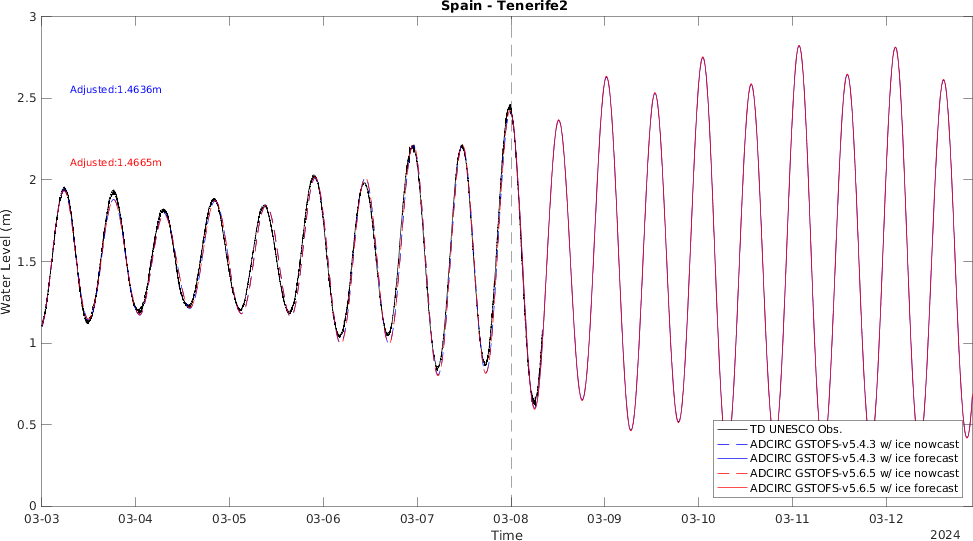 Spain - Tenerife2
3
2.5
2
1.5
1
0.5
0
Water Level (m)
Adjusted:1.4636m
Adjusted:1.4665m
TD UNESCO Obs.
ADCIRC GSTOFS-v5.4.3 w/ ice nowcast
ADCIRC GSTOFS-v5.4.3 w/ ice forecast
ADCIRC GSTOFS-v5.6.5 w/ ice nowcast
ADCIRC GSTOFS-v5.6.5 w/ ice forecast
03-03 03-04 03-05 03-06 03-07 03-08 03-09 03-10 03-11 03-12
Time
2024